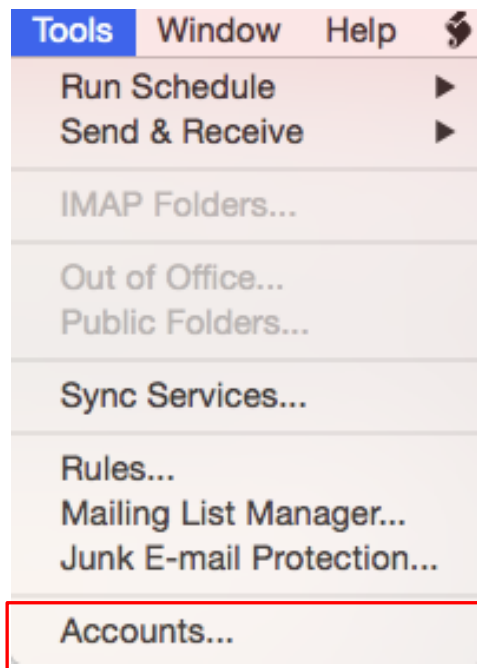 Tools Window Help
Run Schedule
Send & Receive
IMAP Folders...
Out of Office...
Public Folders...
Sync Services...
Rules...
Mailing List Manager...
Junk E-mail Protection...
Accounts...